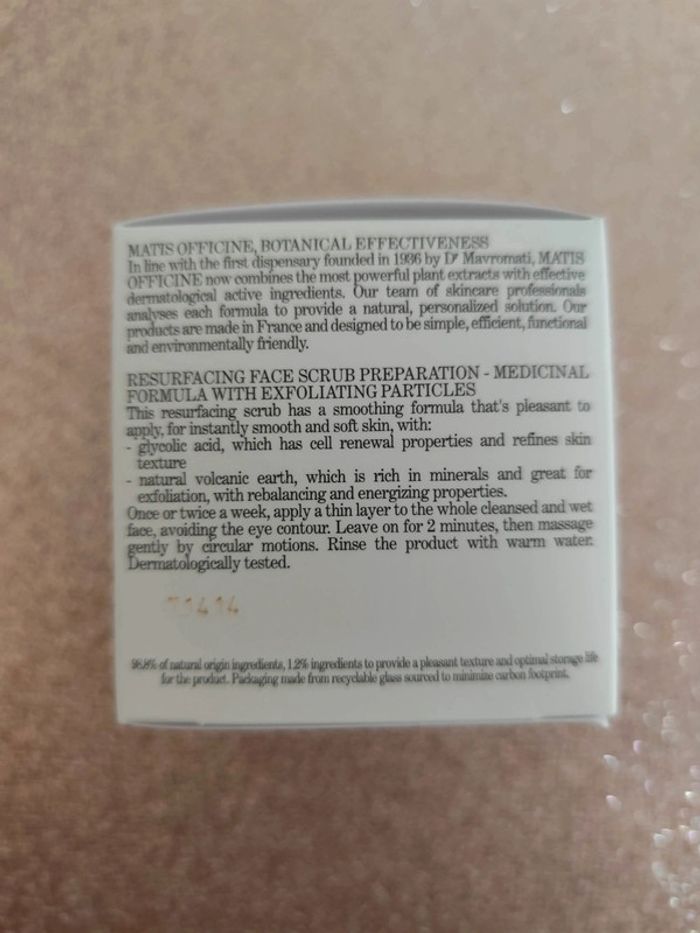 MATIS OFFICINE, BOTANICAL EFFECTIVENESS
In line with the first dispensary founded in 1936 by Dr Mavromati, MATIS
OFFICINE now combines the most powerful plant extracts with effective
dermatological active ingredients. Our team of skincare professionals
analyses each formula to provide a natural, personalized solution. Our
products are made in France and designed to be simple, efficient, functional
and environmentally friendly.
RESURFACING FACE SCRUB PREPARATION - MEDICINAL
FORMULA WITH EXFOLIATING PARTICLES
This resurfacing scrub has a smoothing formula that's pleasant to
apply, for instantly smooth and soft skin, with:
- glycolic acid, which has cell renewal properties and refines skin
texture
- natural volcanic earth, which is rich in minerals and great for
exfoliation, with rebalancing and energizing properties.
Once or twice a week, apply a thin layer to the whole cleansed and wet
face, avoiding the eye contour. Leave on for 2 minutes, then massage
gently by circular motions. Rinse the product with warm water.
Dermatologically tested.
of natural origin ingredients, 1.2% ingredients to provide a pleasant texture and optimal storage life
for the product. Packaging made from recyclable glass sourced to minimize carbon footprint.